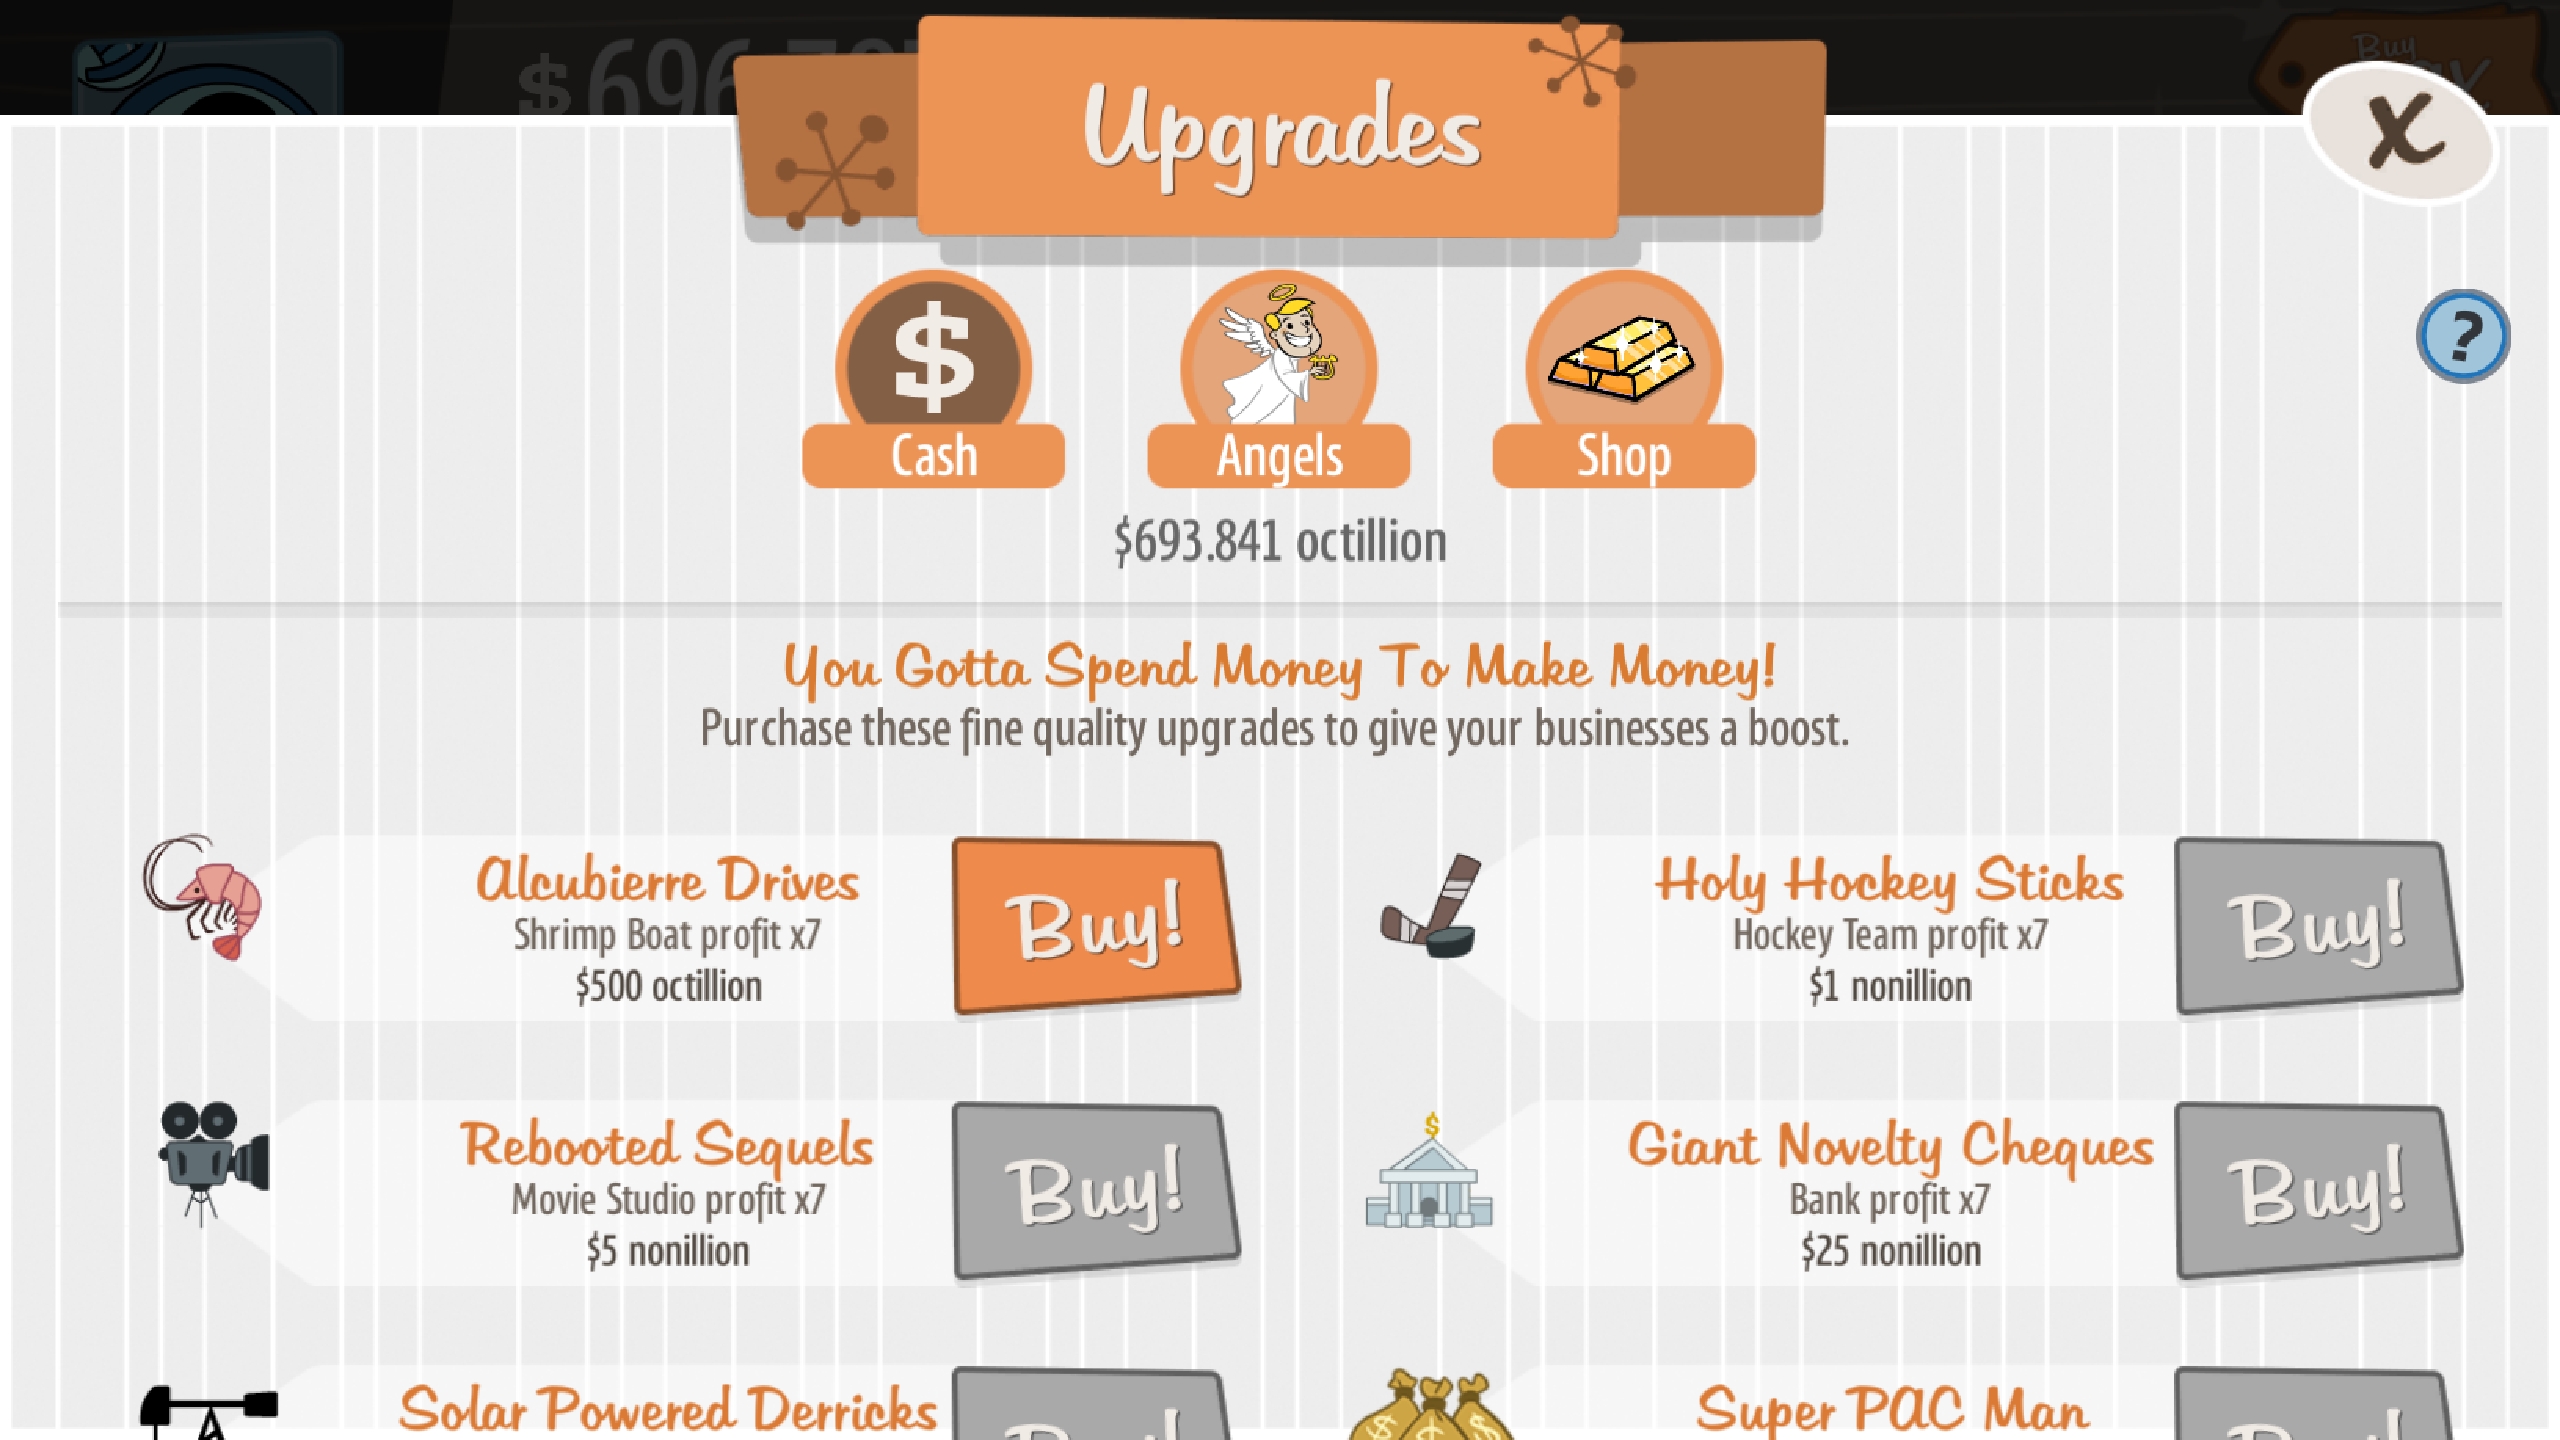 $696
Buy
Upgrades
X
$
?
Cash
Angels
Shop
$693.841 octillion
You Gotta Spend Money To Make Money!
Purchase these fine quality upgrades to give your businesses a boost.
Alcubierre Drives
Shrimp Boat profit x7
$500 octillion
Buy!
Holy Hockey Sticks
Hockey Team profit x7
$1 nonillion
Buy!
Rebooted Sequels
Movie Studio profit x7
$5 nonillion
Buy!
Giant Novelty Cheques
Bank profit x7
$25 nonillion
Buy!
Solar Powered Derricks
Super PAC Man